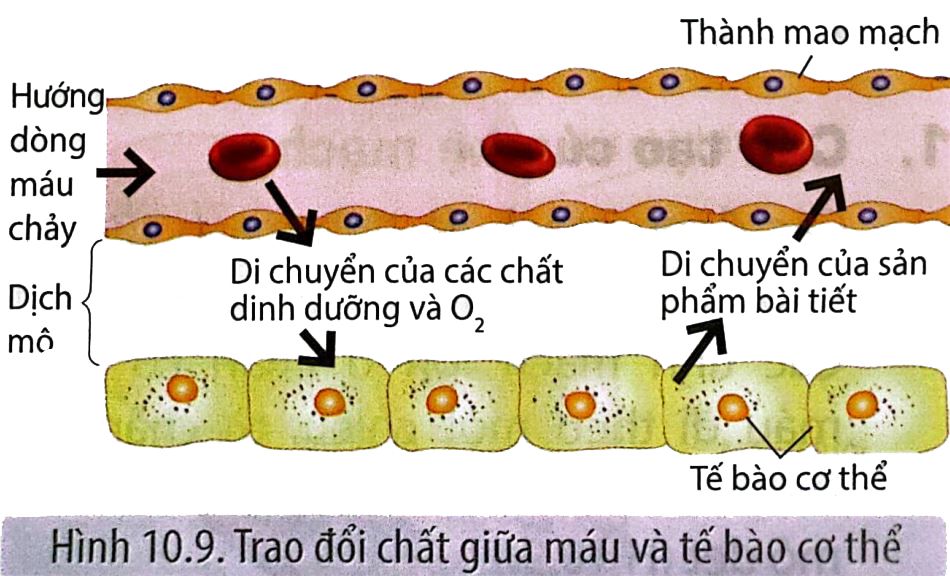 Thành mao mạch
Hướng
dòng
máu
chảy
Dịch
mô
Di chuyển của các chất
dinh dưỡng và O₂
Di chuyển của sản
phẩm bài tiết
Tế bào cơ thể
Hình 10.9. Trao đổi chất giữa máu và tế bào cơ thể